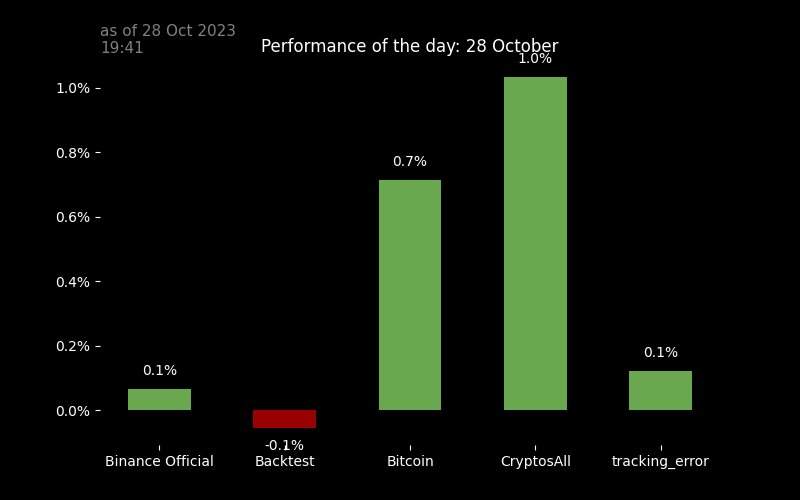 as of 28 Oct 2023
19:41
Performance of the day: 28 October
1.0%
1.0%
0.8%
0.7%
0.6%
0.4%
0.2%
0.1%
0.1%
0.0%
-0.1%
Binance Official
Backtest
Bitcoin
CryptosAll
tracking_error